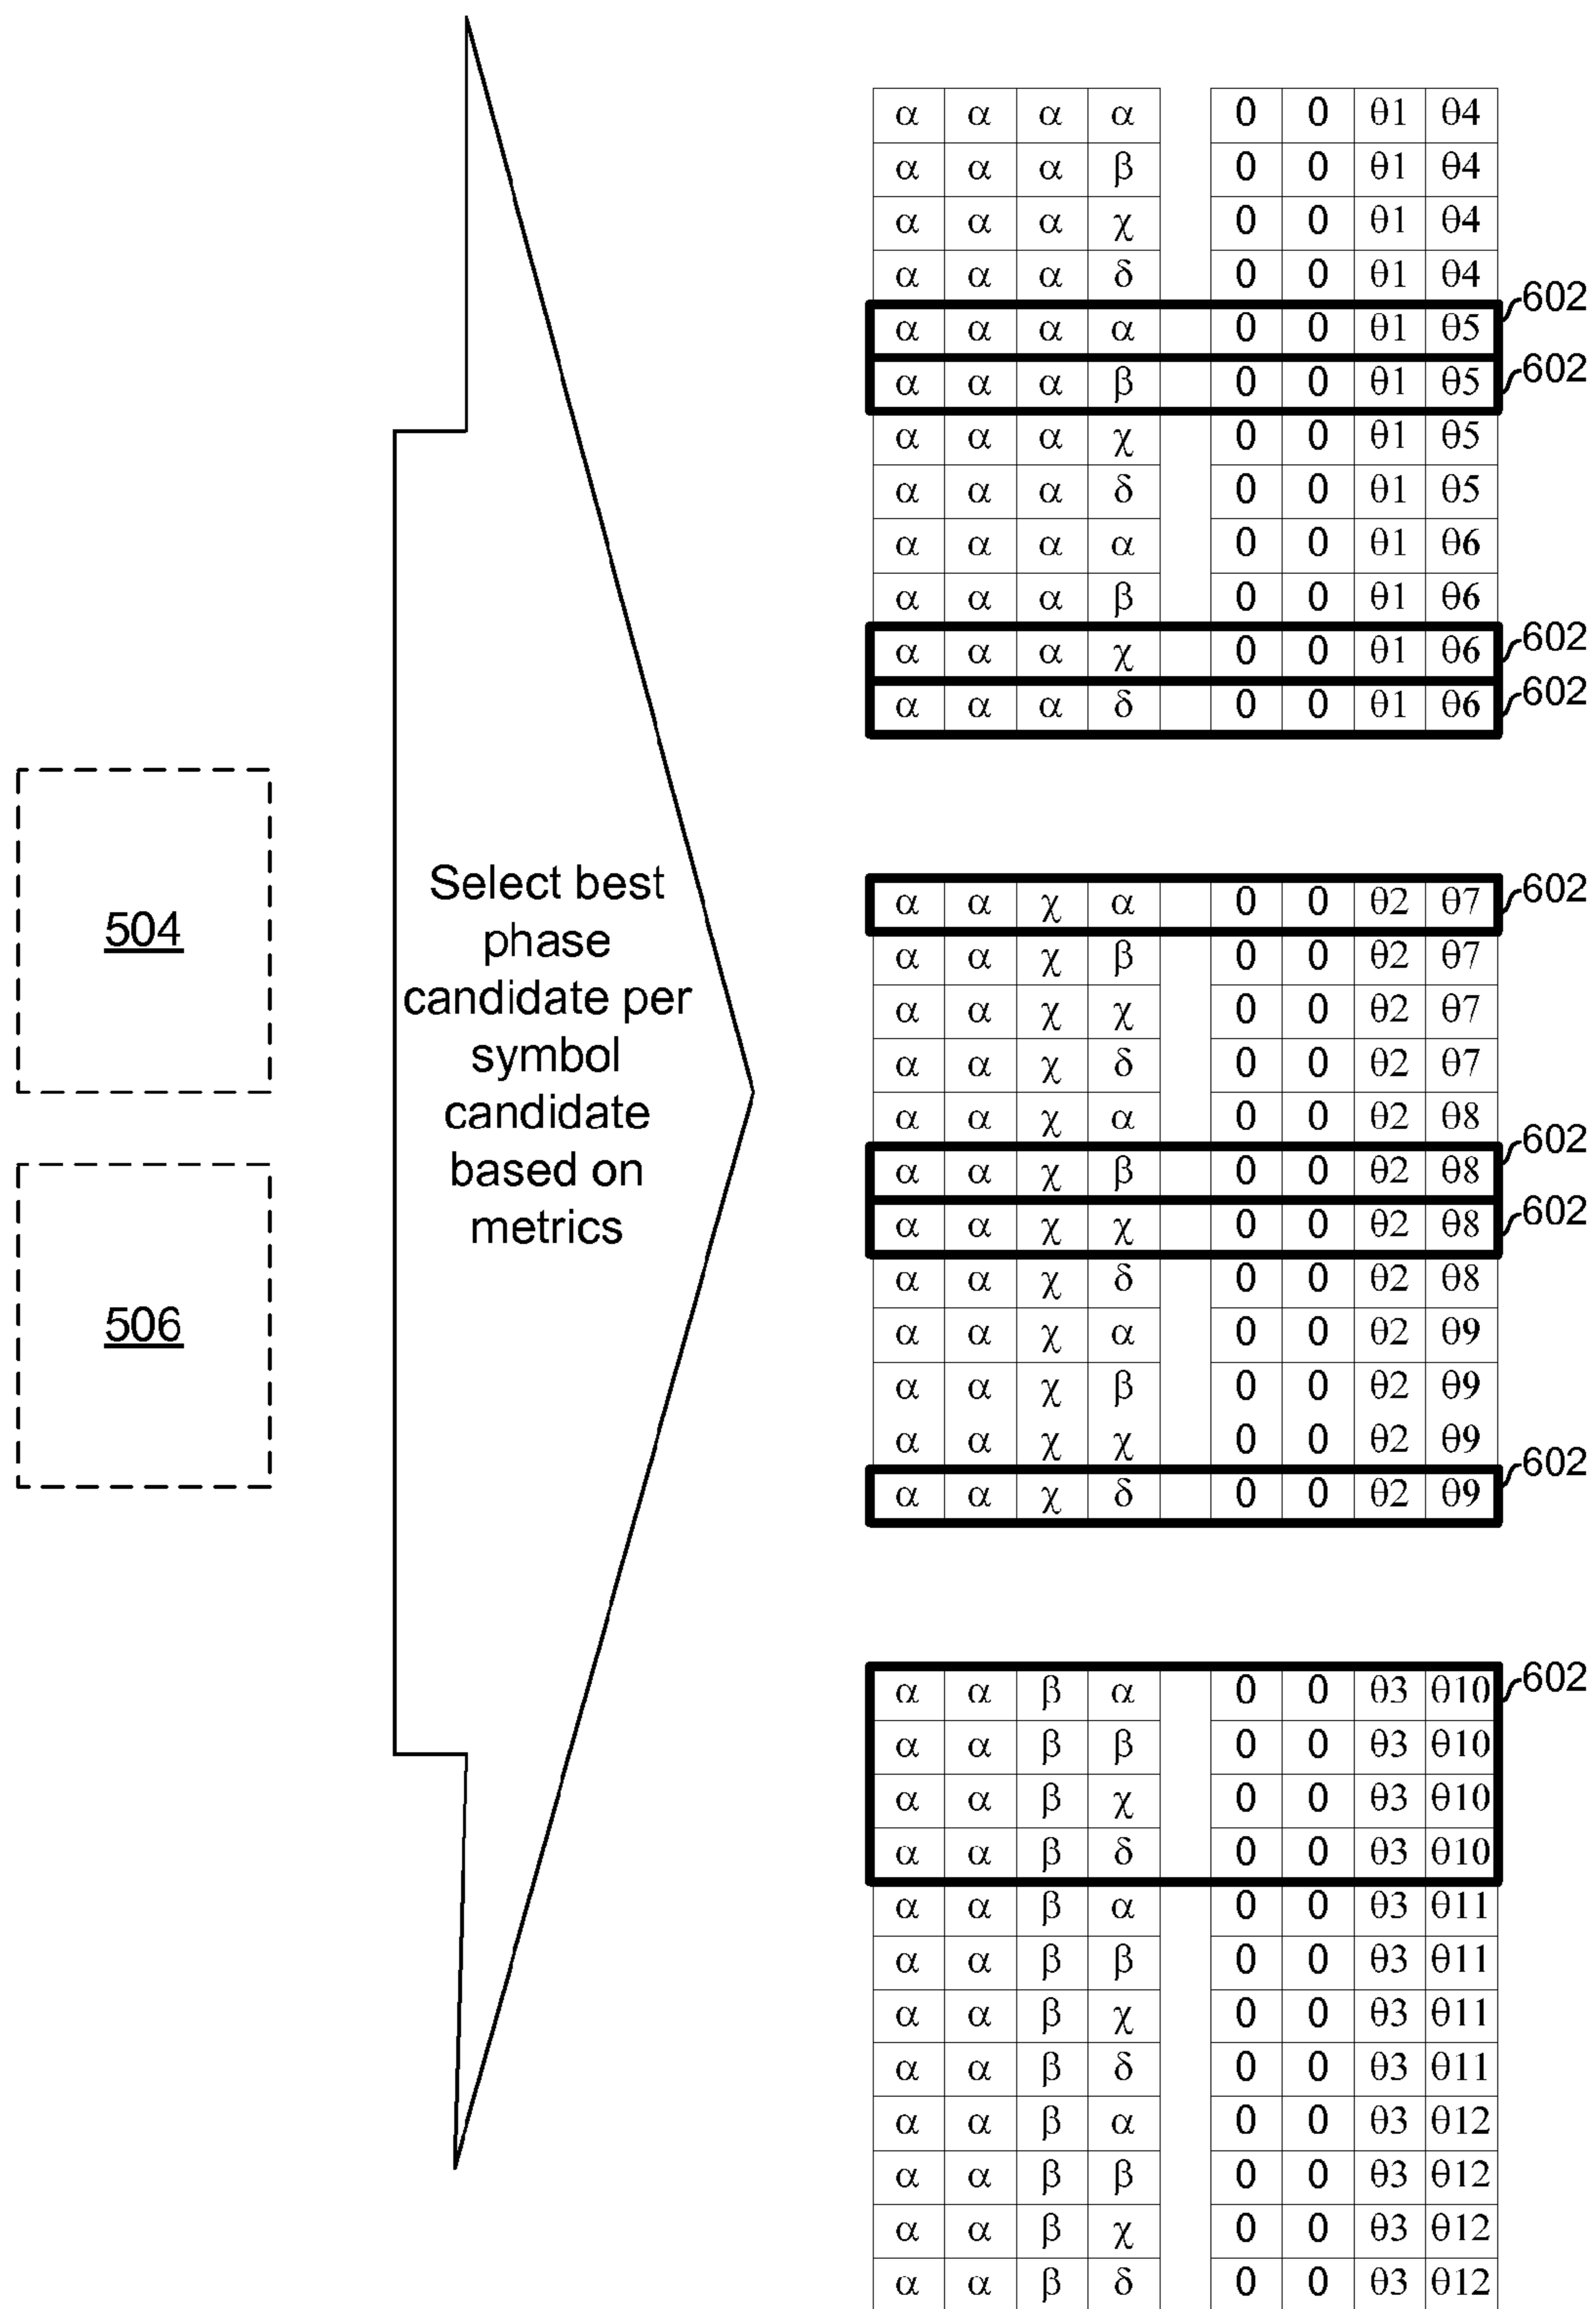 504
506
Select best
phase
candidate per
symbol
candidate
based on
metrics
α α α α 0 0 θ1 θ4
α α α β 0 0 θ1 θ4
α α α χ 0 0 θ1 θ4
α α α δ 0 0 θ1 θ4
602
α α α α 0 0 θ1 θ5
602
α α α β 0 0 θ1 θ5
α α α χ 0 0 θ1 θ5
α α α δ 0 0 θ1 θ5
α α α α 0 0 θ1 θ6
α α α β 0 0 θ1 θ6
α α α χ 0 0 θ1 θ6 602
α α α δ 0 0 θ1 θ6 602
α α χ α 0 0 θ2 θ7 602
α α χ β 0 0 θ2 θ7
α α χ χ 0 0 θ2 θ7
α α χ δ 0 0 θ2 θ7
α α χ α 0 0 θ2 θ8
602
α α χ β 0 0 θ2 θ8
α α χ χ 0 0 θ2 θ8 602
α α χ δ 0 0 θ2 θ8
α α χ α 0 0 θ2 θ9
α α χ β 0 0 θ2 θ9
α α χ χ 0 0 θ2 θ9
602
α α χ δ 0 0 θ2 θ9
α α β α 0 0 θ3 θ10 602
α α β β 0 0 θ3 θ10
α α β χ 0 0 θ3 θ10
α α β δ 0 0 θ3 θ10
α α β α 0 0 θ3 θ11
α α β β 0 0 θ3 θ11
α α β χ 0 0 θ3 θ11
α α β δ 0 0 θ3 θ11
α α β α 0 0 θ3 θ12
α α β β 0 0 θ3 θ12
α α β χ 0 0 θ3 θ12
α α β δ 0 0 θ3 θ12